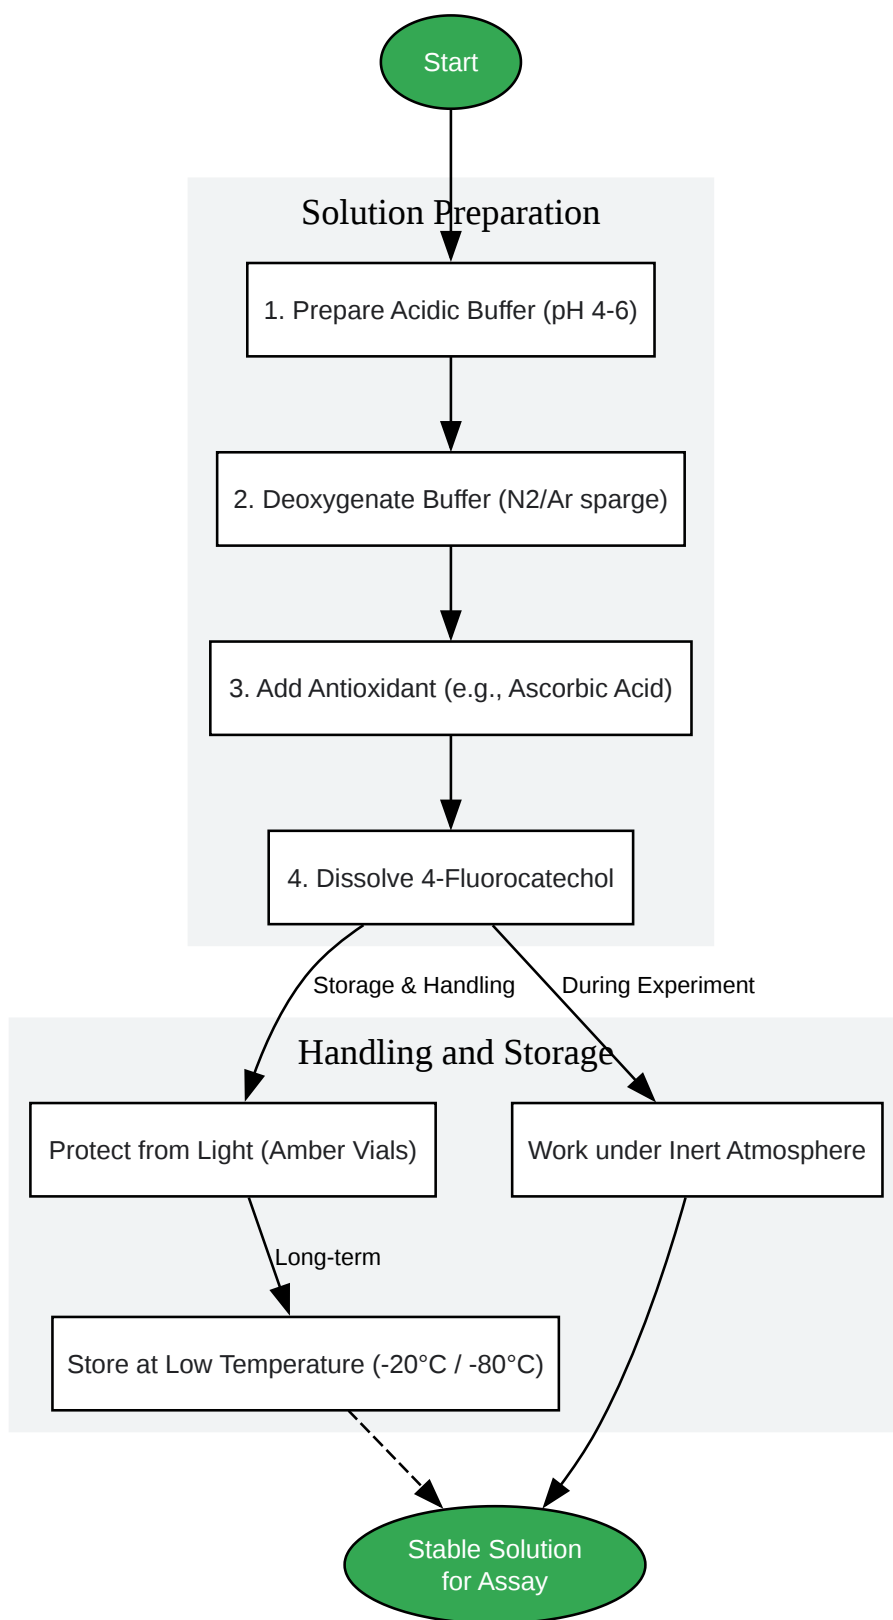 Start
Solution Preparation
1. Prepare Acidic Buffer (pH 4-6)
2. Deoxygenate Buffer (N2/Ar sparge)
3. Add Antioxidant (e.g., Ascorbic Acid)
4. Dissolve 4-Fluorocatechol
Storage & Handling
During Experiment
Handling and Storage
Protect from Light (Amber Vials)
Work under Inert Atmosphere
Long-term
Store at Low Temperature (-20°C / -80°C)
Stable Solution
for Assay